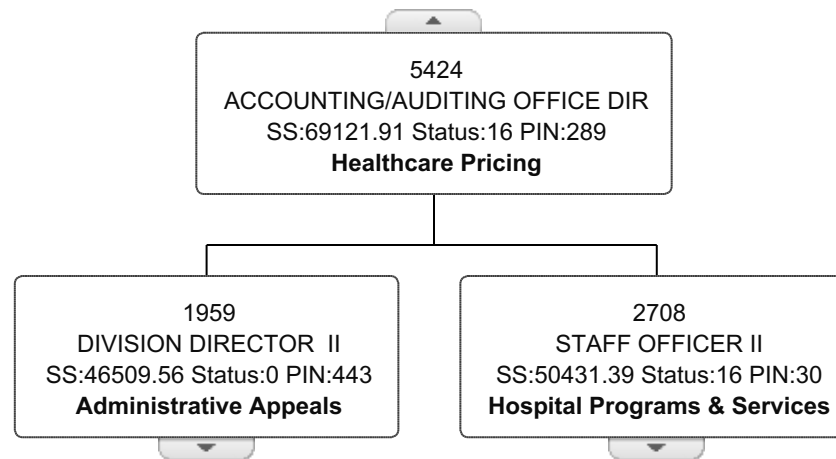 5424
ACCOUNTING/AUDITING OFFICE DIR
SS:69121.91 Status:16 PIN:289
Healthcare Pricing
1959
DIVISION DIRECTOR  II
SS:46509.56 Status:0 PIN:443
Administrative Appeals
2708
STAFF OFFICER II
SS:50431.39 Status:16 PIN:30
Hospital Programs & Services